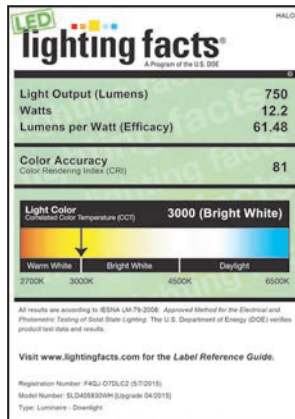 HALO
LED
lighting facts®
A Program of the U.S. DOE
Light Output (Lumens) 750
Watts 12.2
Lumens per Watt (Efficacy) 61.48
Color Accuracy 81
Color Rendering Index (CRI)
Light Color 3000 (Bright White)
Correlated Color Temperature (CCT)
Warm White Bright White Daylight
2700K 3000K 4500K 6500K
All results are according to IESNA LM-79-2008: Approved Method for the Electrical and
Photometric Testing of Solid-State Lighting. The U.S. Department of Energy (DOE) verifies
product test data and results.
Visit www.lightingfacts.com for the Label Reference Guide.
Registration Number: F4QJ-O7DLC2 (5/7/2015)
Model Number: SLD405830WH [Upgrade 04/2015]
Type: Luminaire - Downlight